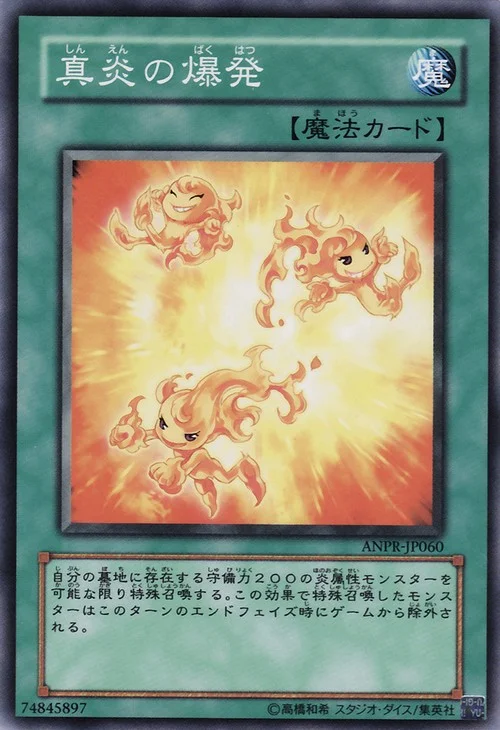 真炎の爆発
魔
【魔法カード】
ANPR-JP060
自分の墓地に存在する守備力200の炎属性モンスターを
可能な限り特殊召喚する。この効果で特殊召喚したモンス
ターはこのターンのエンドフェイズ時にゲームから除外さ
れる。
74845897
©高橋和希 スタジオ・ダイス/集英社